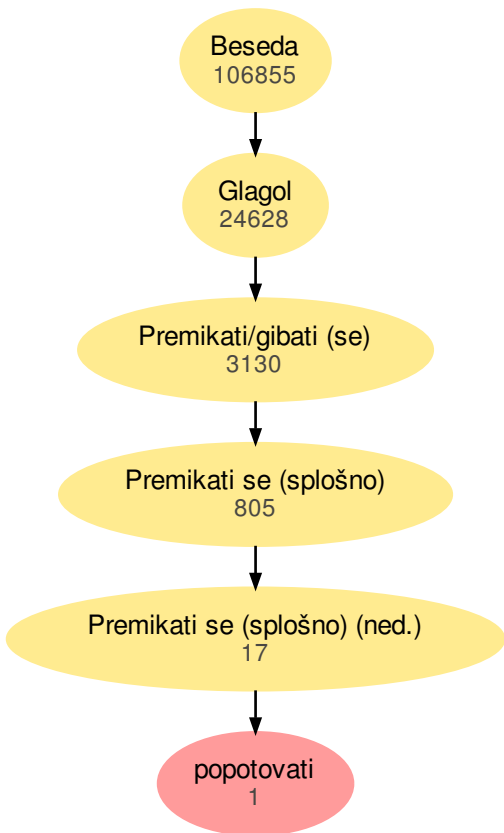 Beseda
106855
Glagol
24628
Premikati/gibati (se)
3130
Premikati se (splošno)
805
Premikati se (splošno) (ned.)
17
popotovati
1